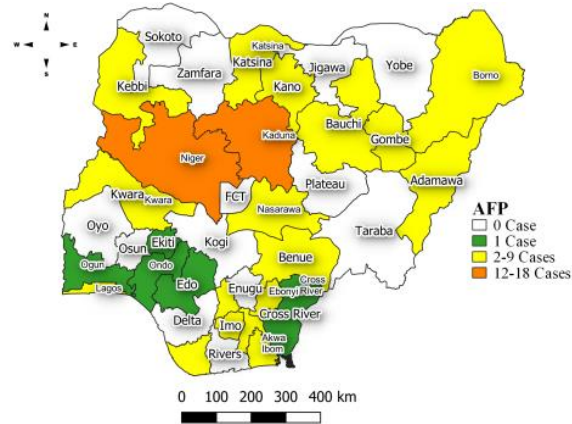 N
W E
S
Sokoto
Katsina
Zamfara
Katsina
Jigawa
Yobe
Borno
Kebbi
Kano
Bauchi
Kaduna
Gombe
Niger
Adamawa
Plateau
Kwara
Kwara
FCT
Nasarawa
Oyo
Kogi
Taraba
Osun
Ekiti
Ogun
Ondo
Benue
Edo
Lagos
Enugu
Ebonyi
Cross
River
Delta
Imo
Cross River
Akwa
Ibom
Rivers
AFP
0 Case
1 Case
2-9 Cases
12-18 Cases
0 100 200 300 400 km